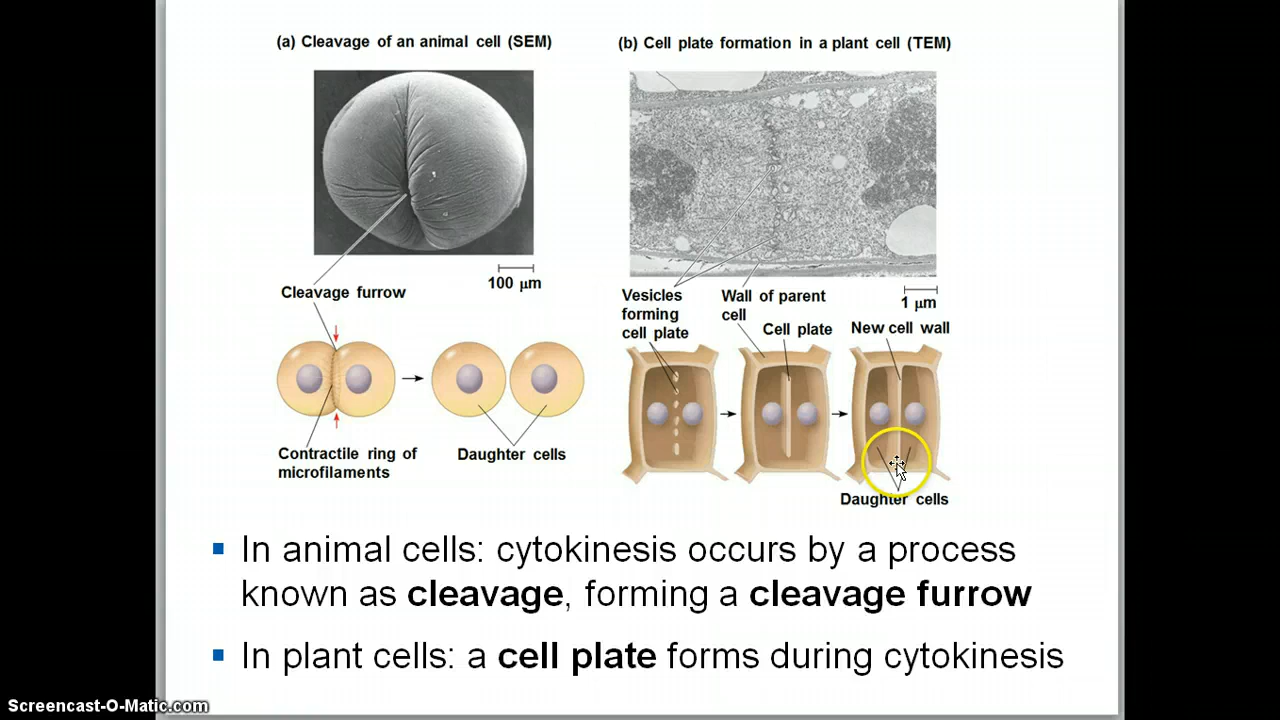 (a) Cleavage of an animal cell (SEM)
100 μm
Cleavage furrow
Contractile ring of
microfilaments
Daughter cells
(b) Cell plate formation in a plant cell (TEM)
1 μm
Vesicles
forming
cell plate
Wall of parent
cell
Cell plate
New cell wall
Daughter cells
In animal cells: cytokinesis occurs by a process
known as cleavage, forming a cleavage furrow
In plant cells: a cell plate forms during cytokinesis
Screencast-O-Matic.com